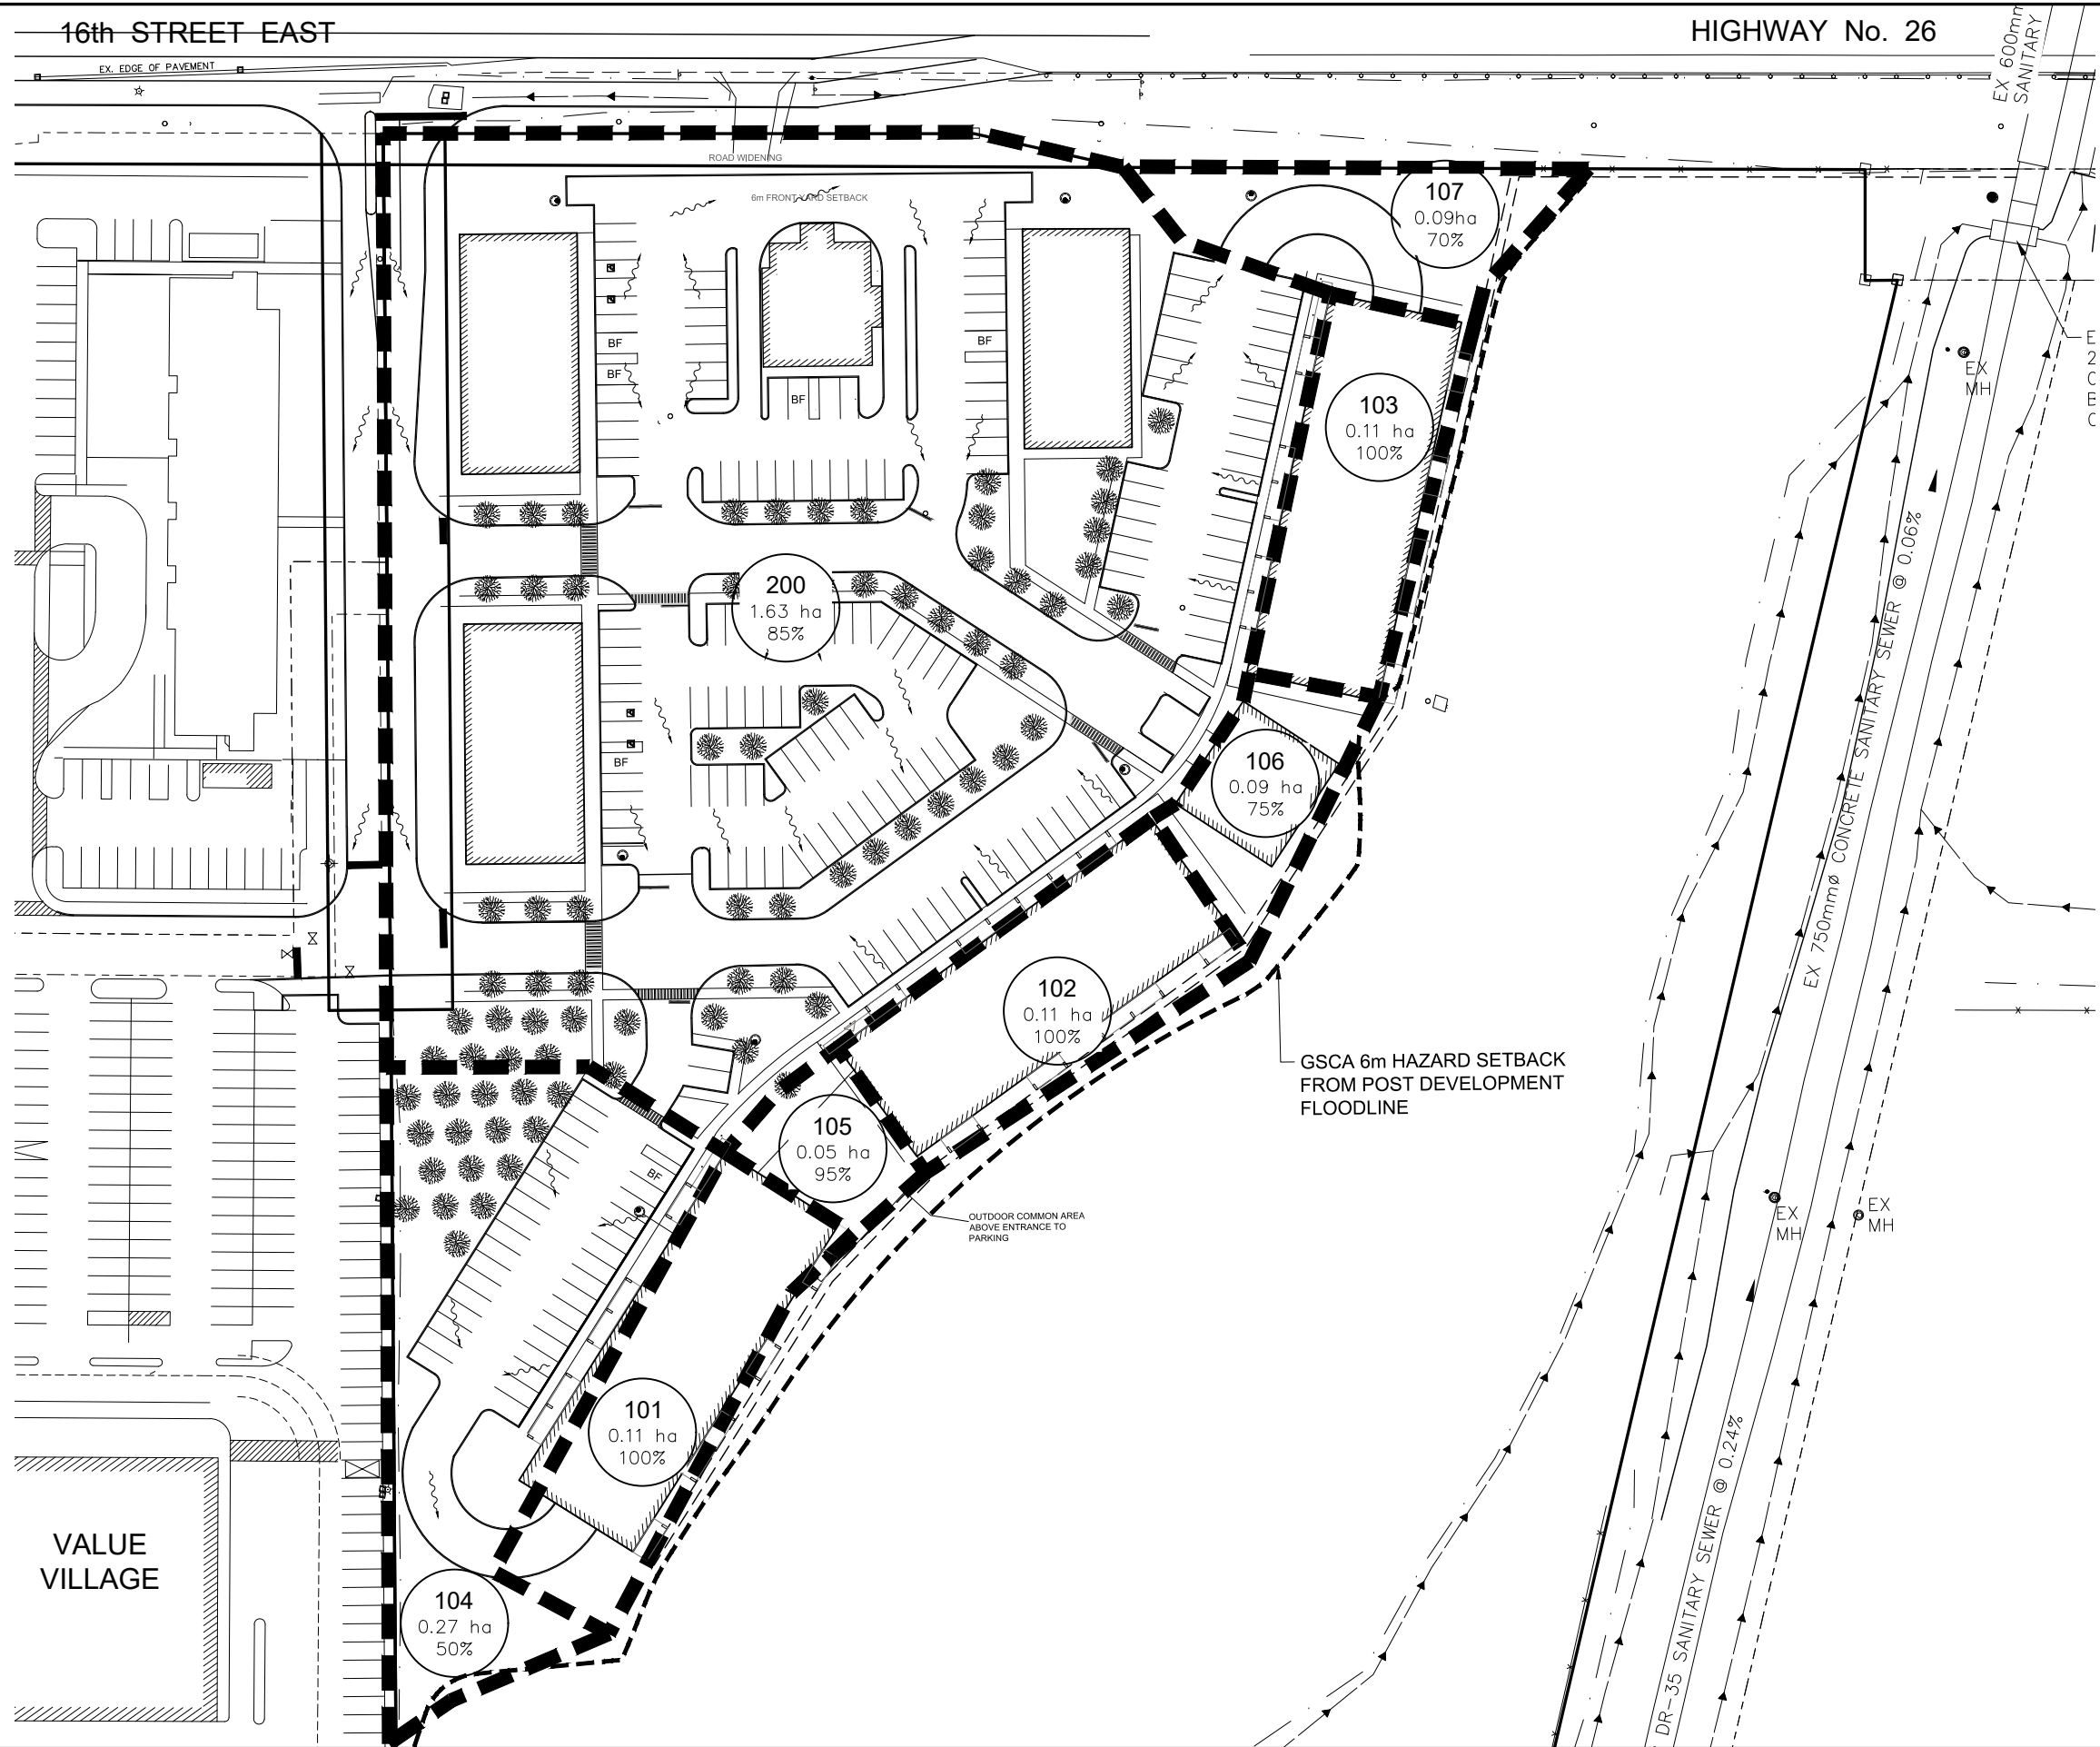 16th STREET EAST
HIGHWAY No. 26
EX. EDGE OF PAVEMENT
EX 600mm
SANITARY
ROAD WIDENING
6m FRONT YARD SETBACK
107
0.09ha
70%
BF
BF
BF
BF
EX
MH
103
0.11 ha
100%
200
1.63 ha
85%
BF
106
0.09 ha
75%
EX 750mmø CONCRETE SANITARY SEWER @ 0.06%
102
0.11 ha
100%
GSCA 6m HAZARD SETBACK
FROM POST DEVELOPMENT
FLOODLINE
105
0.05 ha
95%
BF
OUTDOOR COMMON AREA
ABOVE ENTRANCE TO
PARKING
EX
MH
EX
MH
101
0.11 ha
100%
VALUE
VILLAGE
104
0.27 ha
50%
DR-35 SANITARY SEWER @ 0.24%